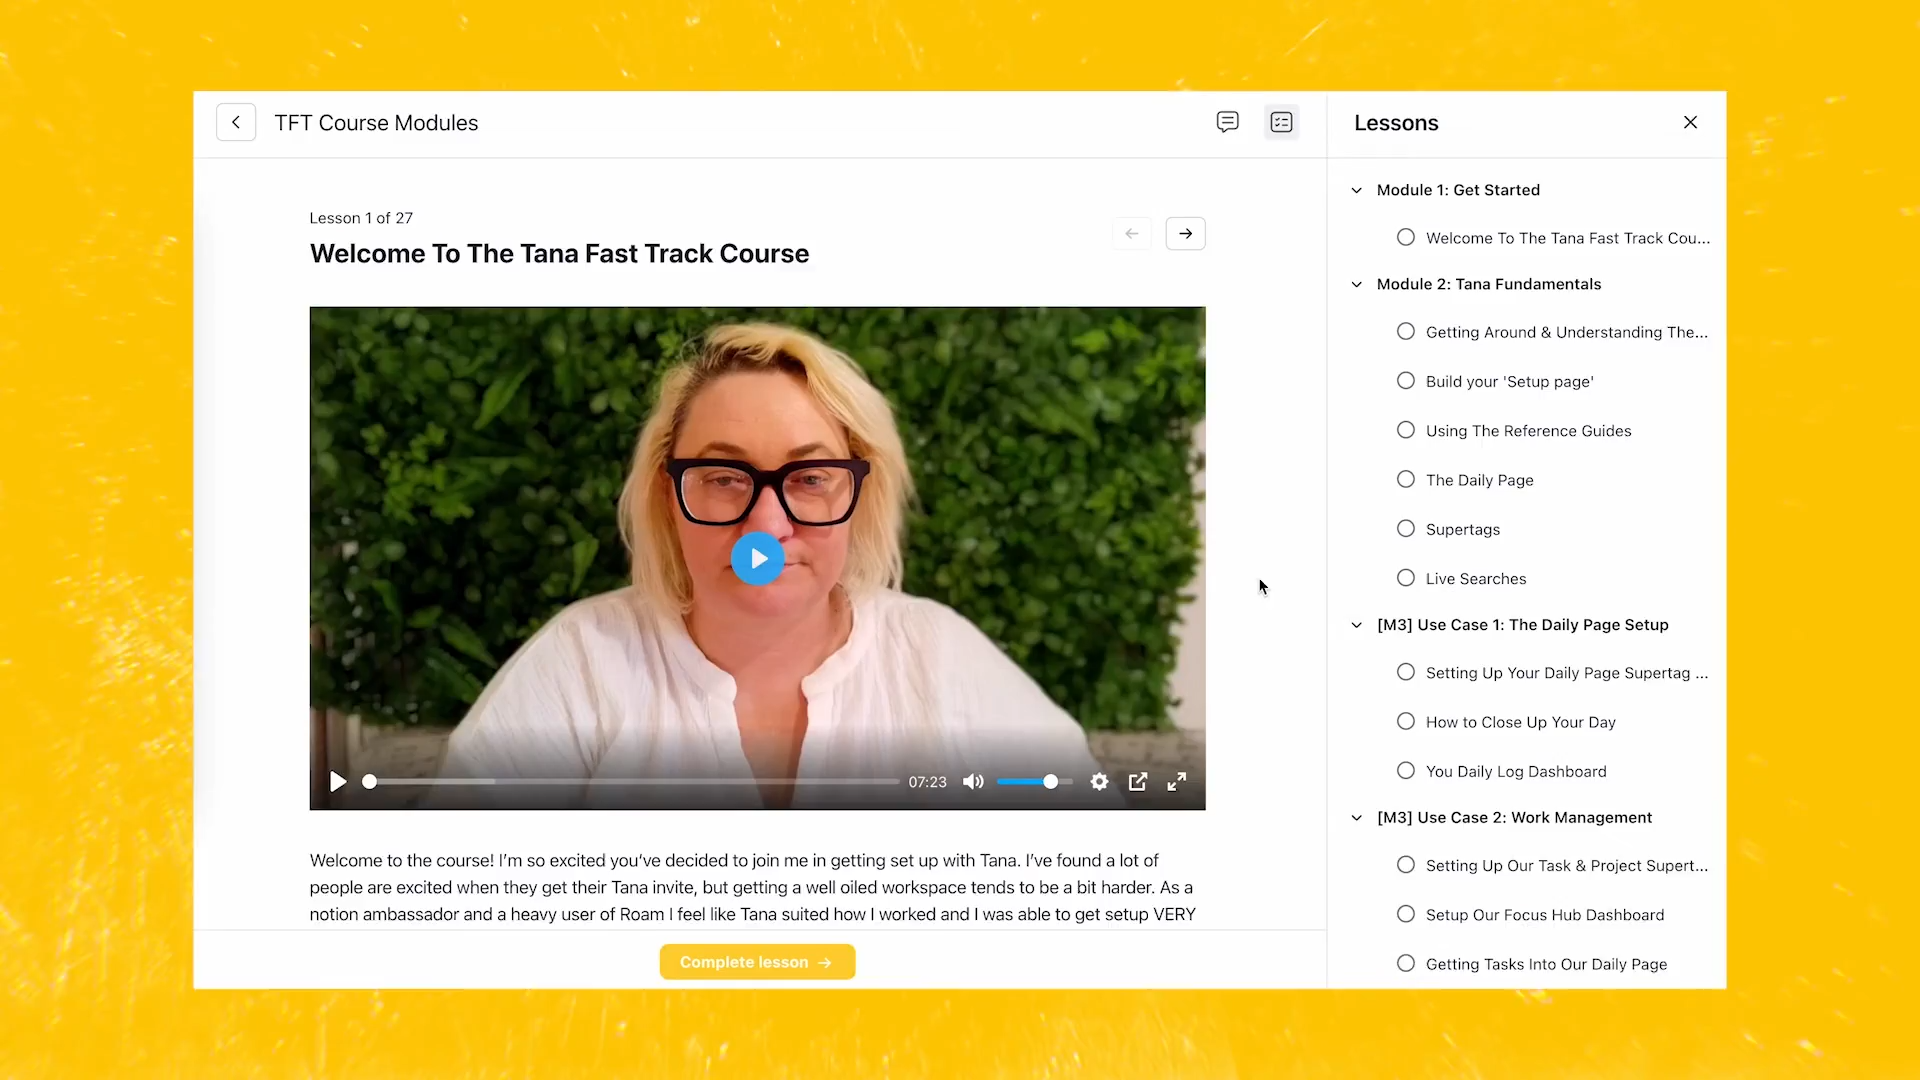 TFT Course Modules
Lesson 1 of 27
Welcome To The Tana Fast Track Course
07:23
Welcome to the course! I'm so excited you've decided to join me in getting set up with Tana. I've found a lot of
people are excited when they get their Tana invite, but getting a well oiled workspace tends to be a bit harder. As a
notion ambassador and a heavy user of Roam I feel like Tana suited how I worked and I was able to get setup VERY
Complete lesson →
Lessons
Module 1: Get Started
Welcome To The Tana Fast Track Cou...
Module 2: Tana Fundamentals
Getting Around & Understanding The...
Build your 'Setup page'
Using The Reference Guides
The Daily Page
Supertags
Live Searches
[M3] Use Case 1: The Daily Page Setup
Setting Up Your Daily Page Supertag ...
How to Close Up Your Day
You Daily Log Dashboard
[M3] Use Case 2: Work Management
Setting Up Our Task & Project Supert...
Setup Our Focus Hub Dashboard
Getting Tasks Into Our Daily Page